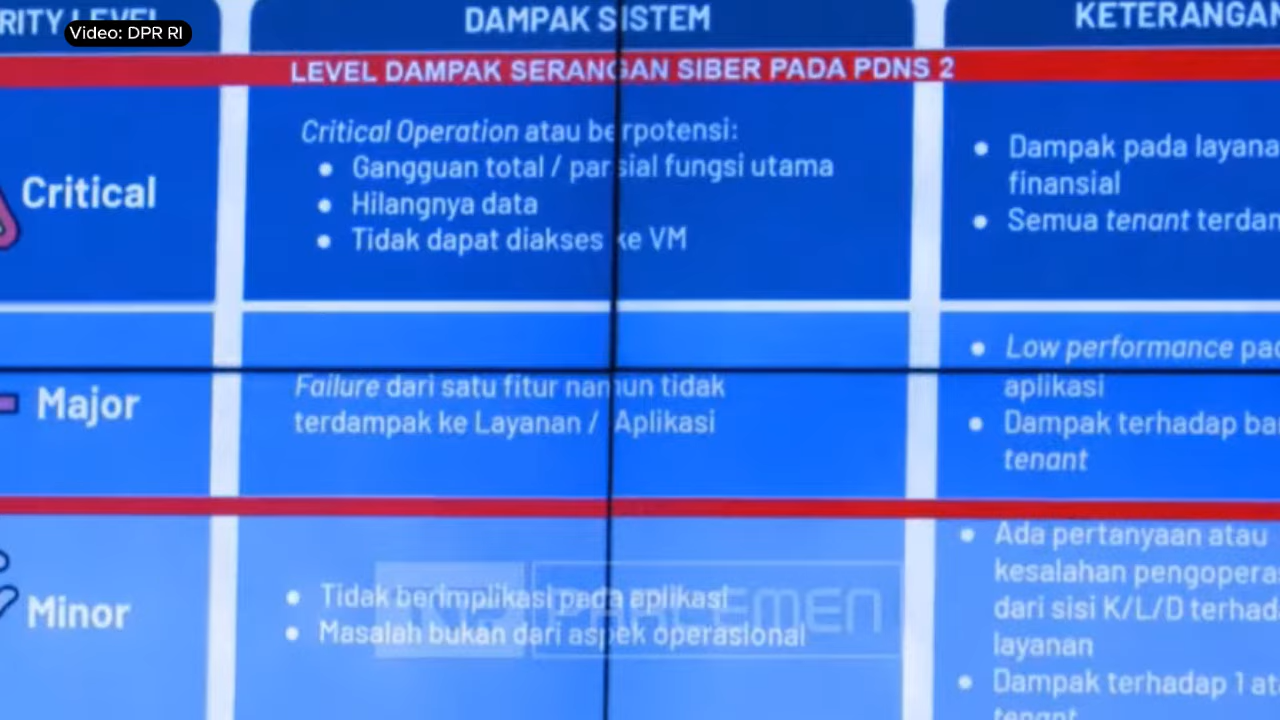 RITY LEVEL
Video: DPR RI
DAMPAK SISTEM
KETERANGAN
LEVEL DAMPAK SERANGAN SIBER PADA PDNS 2
Critical
Critical Operation atau berpotensi:
● Gangguan total / parsial fungsi utama
● Hilangnya data
● Tidak dapat diakses ke VM
● Dampak pada layana
finansial
● Semua tenant terdam
Major
Failure dari satu fitur namun tidak
terdampak ke Layanan / Aplikasi
● Low performance pad
aplikasi
● Dampak terhadap ba
tenant
Minor
● Tidak berimplikasi pada aplikasi
● Masalah bukan dari aspek operasional
PARLEMEN
● Ada pertanyaan atau
kesalahan pengoperas
dari sisi K/L/D terhad
layanan
● Dampak terhadap 1 at
tenant